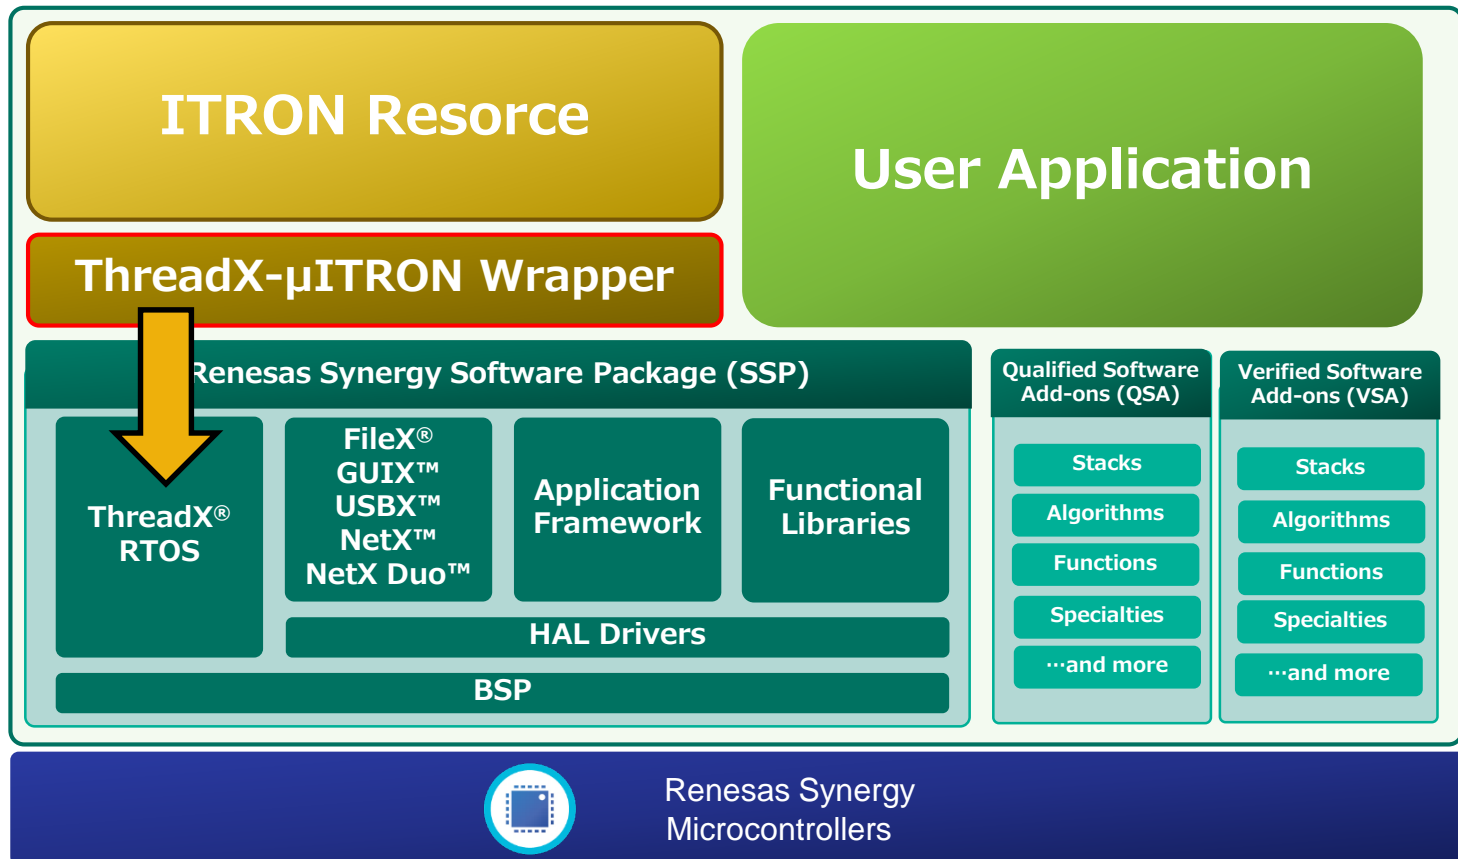 ITRON Resorce
User Application
ThreadX-μITRON Wrapper
Renesas Synergy Software Package (SSP)
ThreadX®
RTOS
FileX®
GUIX™
USBX™
NetX™
NetX Duo™
Application
Framework
Functional
Libraries
HAL Drivers
BSP
Qualified Software
Add-ons (QSA)
Stacks
Algorithms
Functions
Specialties
…and more
Verified Software
Add-ons (VSA)
Stacks
Algorithms
Functions
Specialties
…and more
Renesas Synergy
Microcontrollers